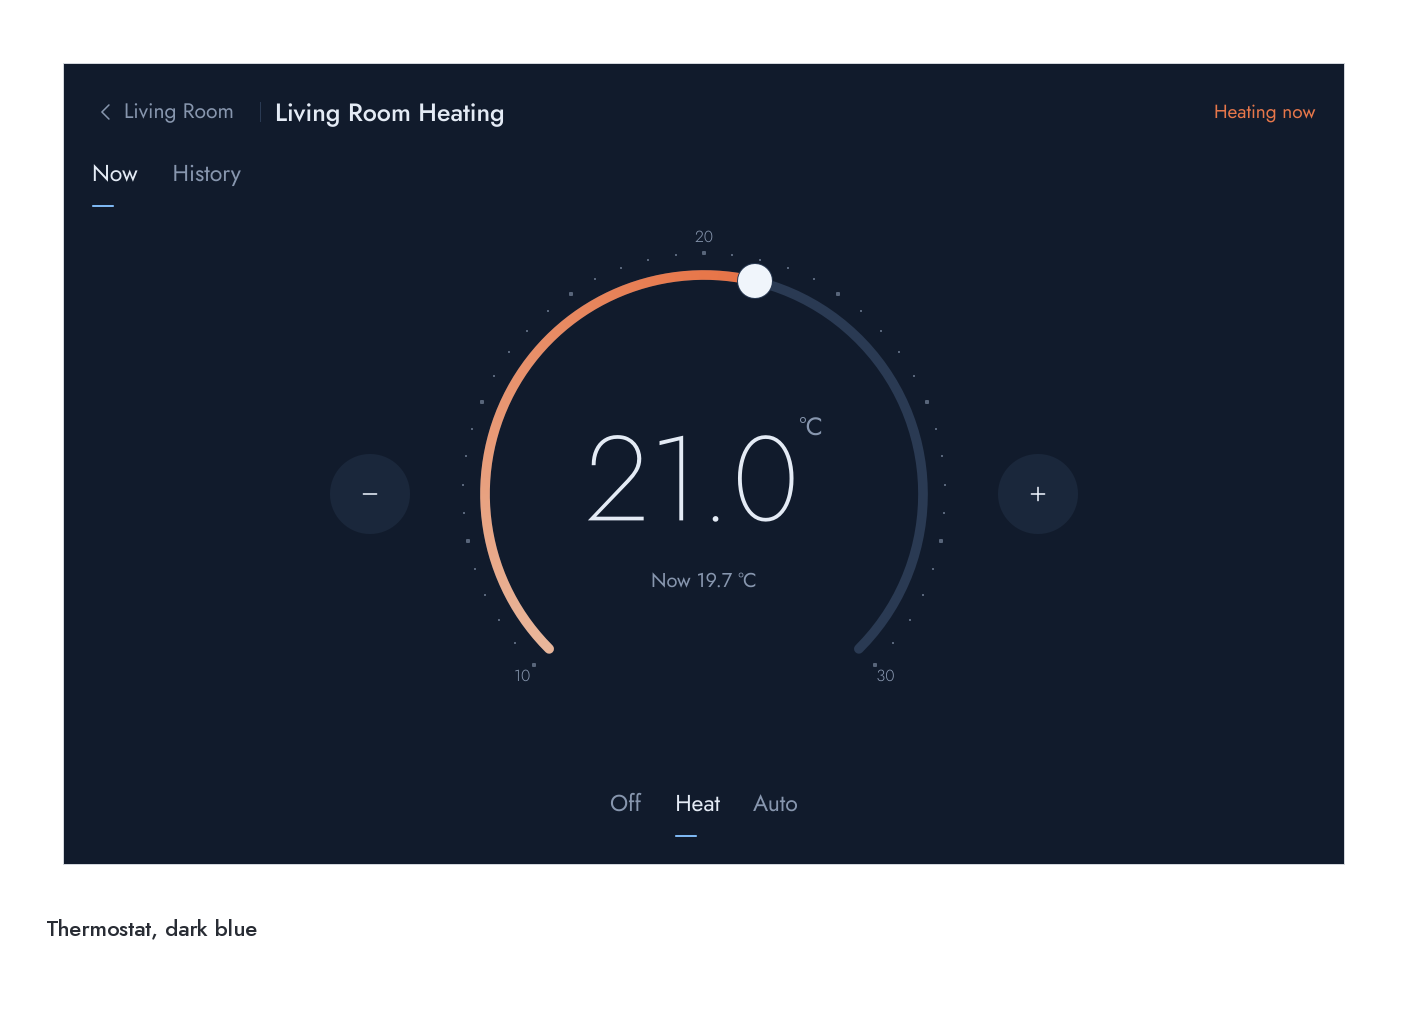 Living Room
Living Room Heating
Heating now
Now
History
20
21.0 °C
Now 19.7 °C
10
30
Off
Heat
Auto
Thermostat, dark blue